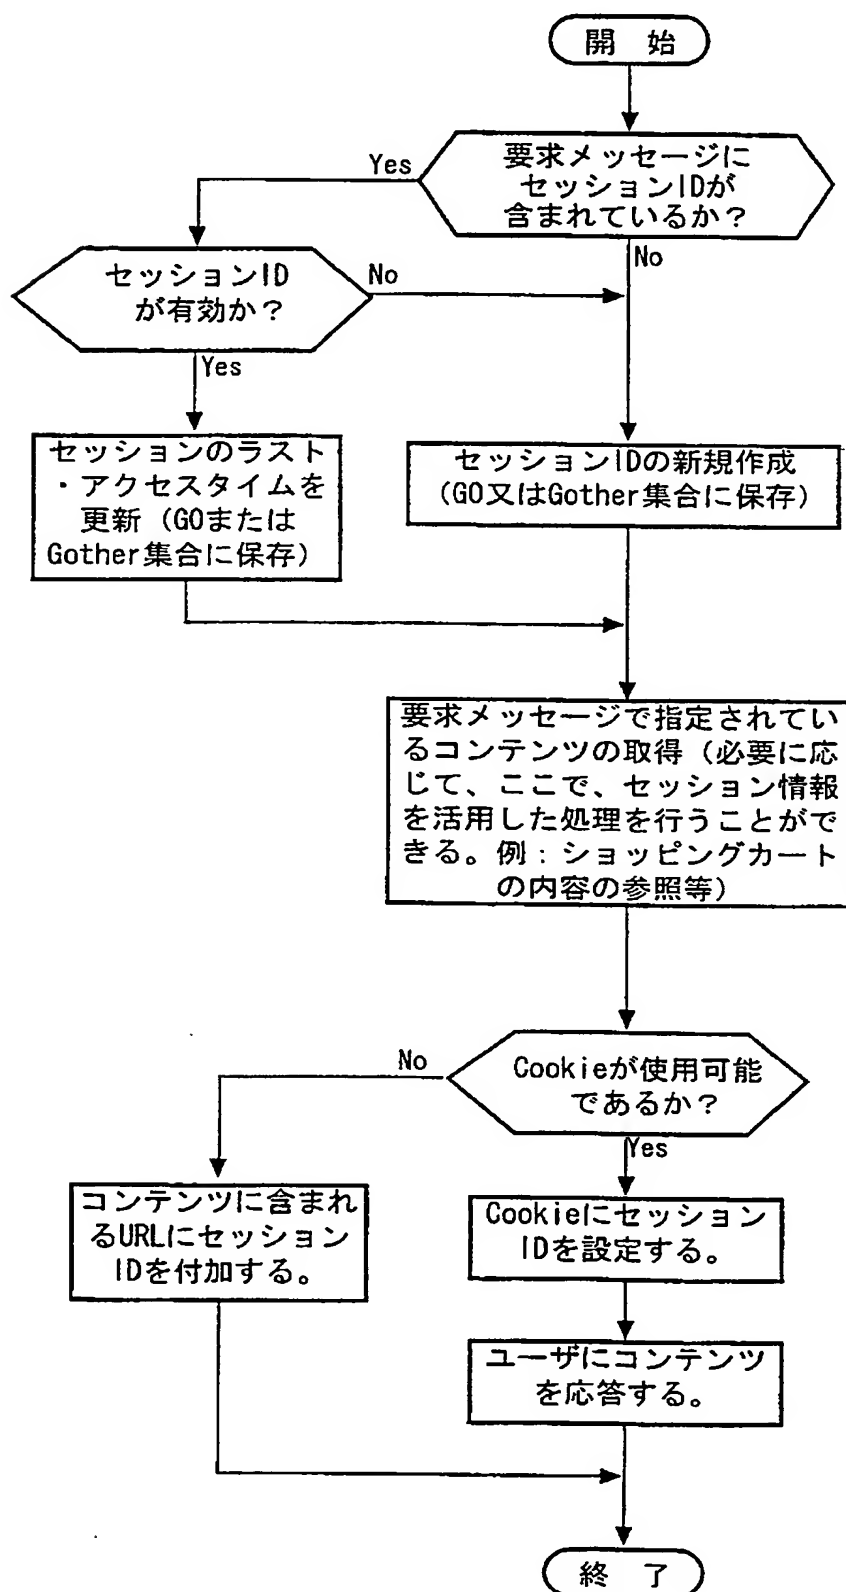 開 始
要求メッセージに
セッションIDが
含まれているか？
Yes
No
セッションID
が有効か？
No
Yes
セッションのラスト
・アクセスタイムを
更新（GOまたは
Gother集合に保存）
セッションIDの新規作成
（GO又はGother集合に保存）
要求メッセージで指定されてい
るコンテンツの取得（必要に応
じて、ここで、セッション情報
を活用した処理を行うことがで
きる。例：ショッピングカート
の内容の参照等）
Cookieが使用可能
であるか？
No
Yes
コンテンツに含まれ
るURLにセッション
IDを付加する。
Cookieにセッション
IDを設定する。
ユーザにコンテンツ
を応答する。
終 了